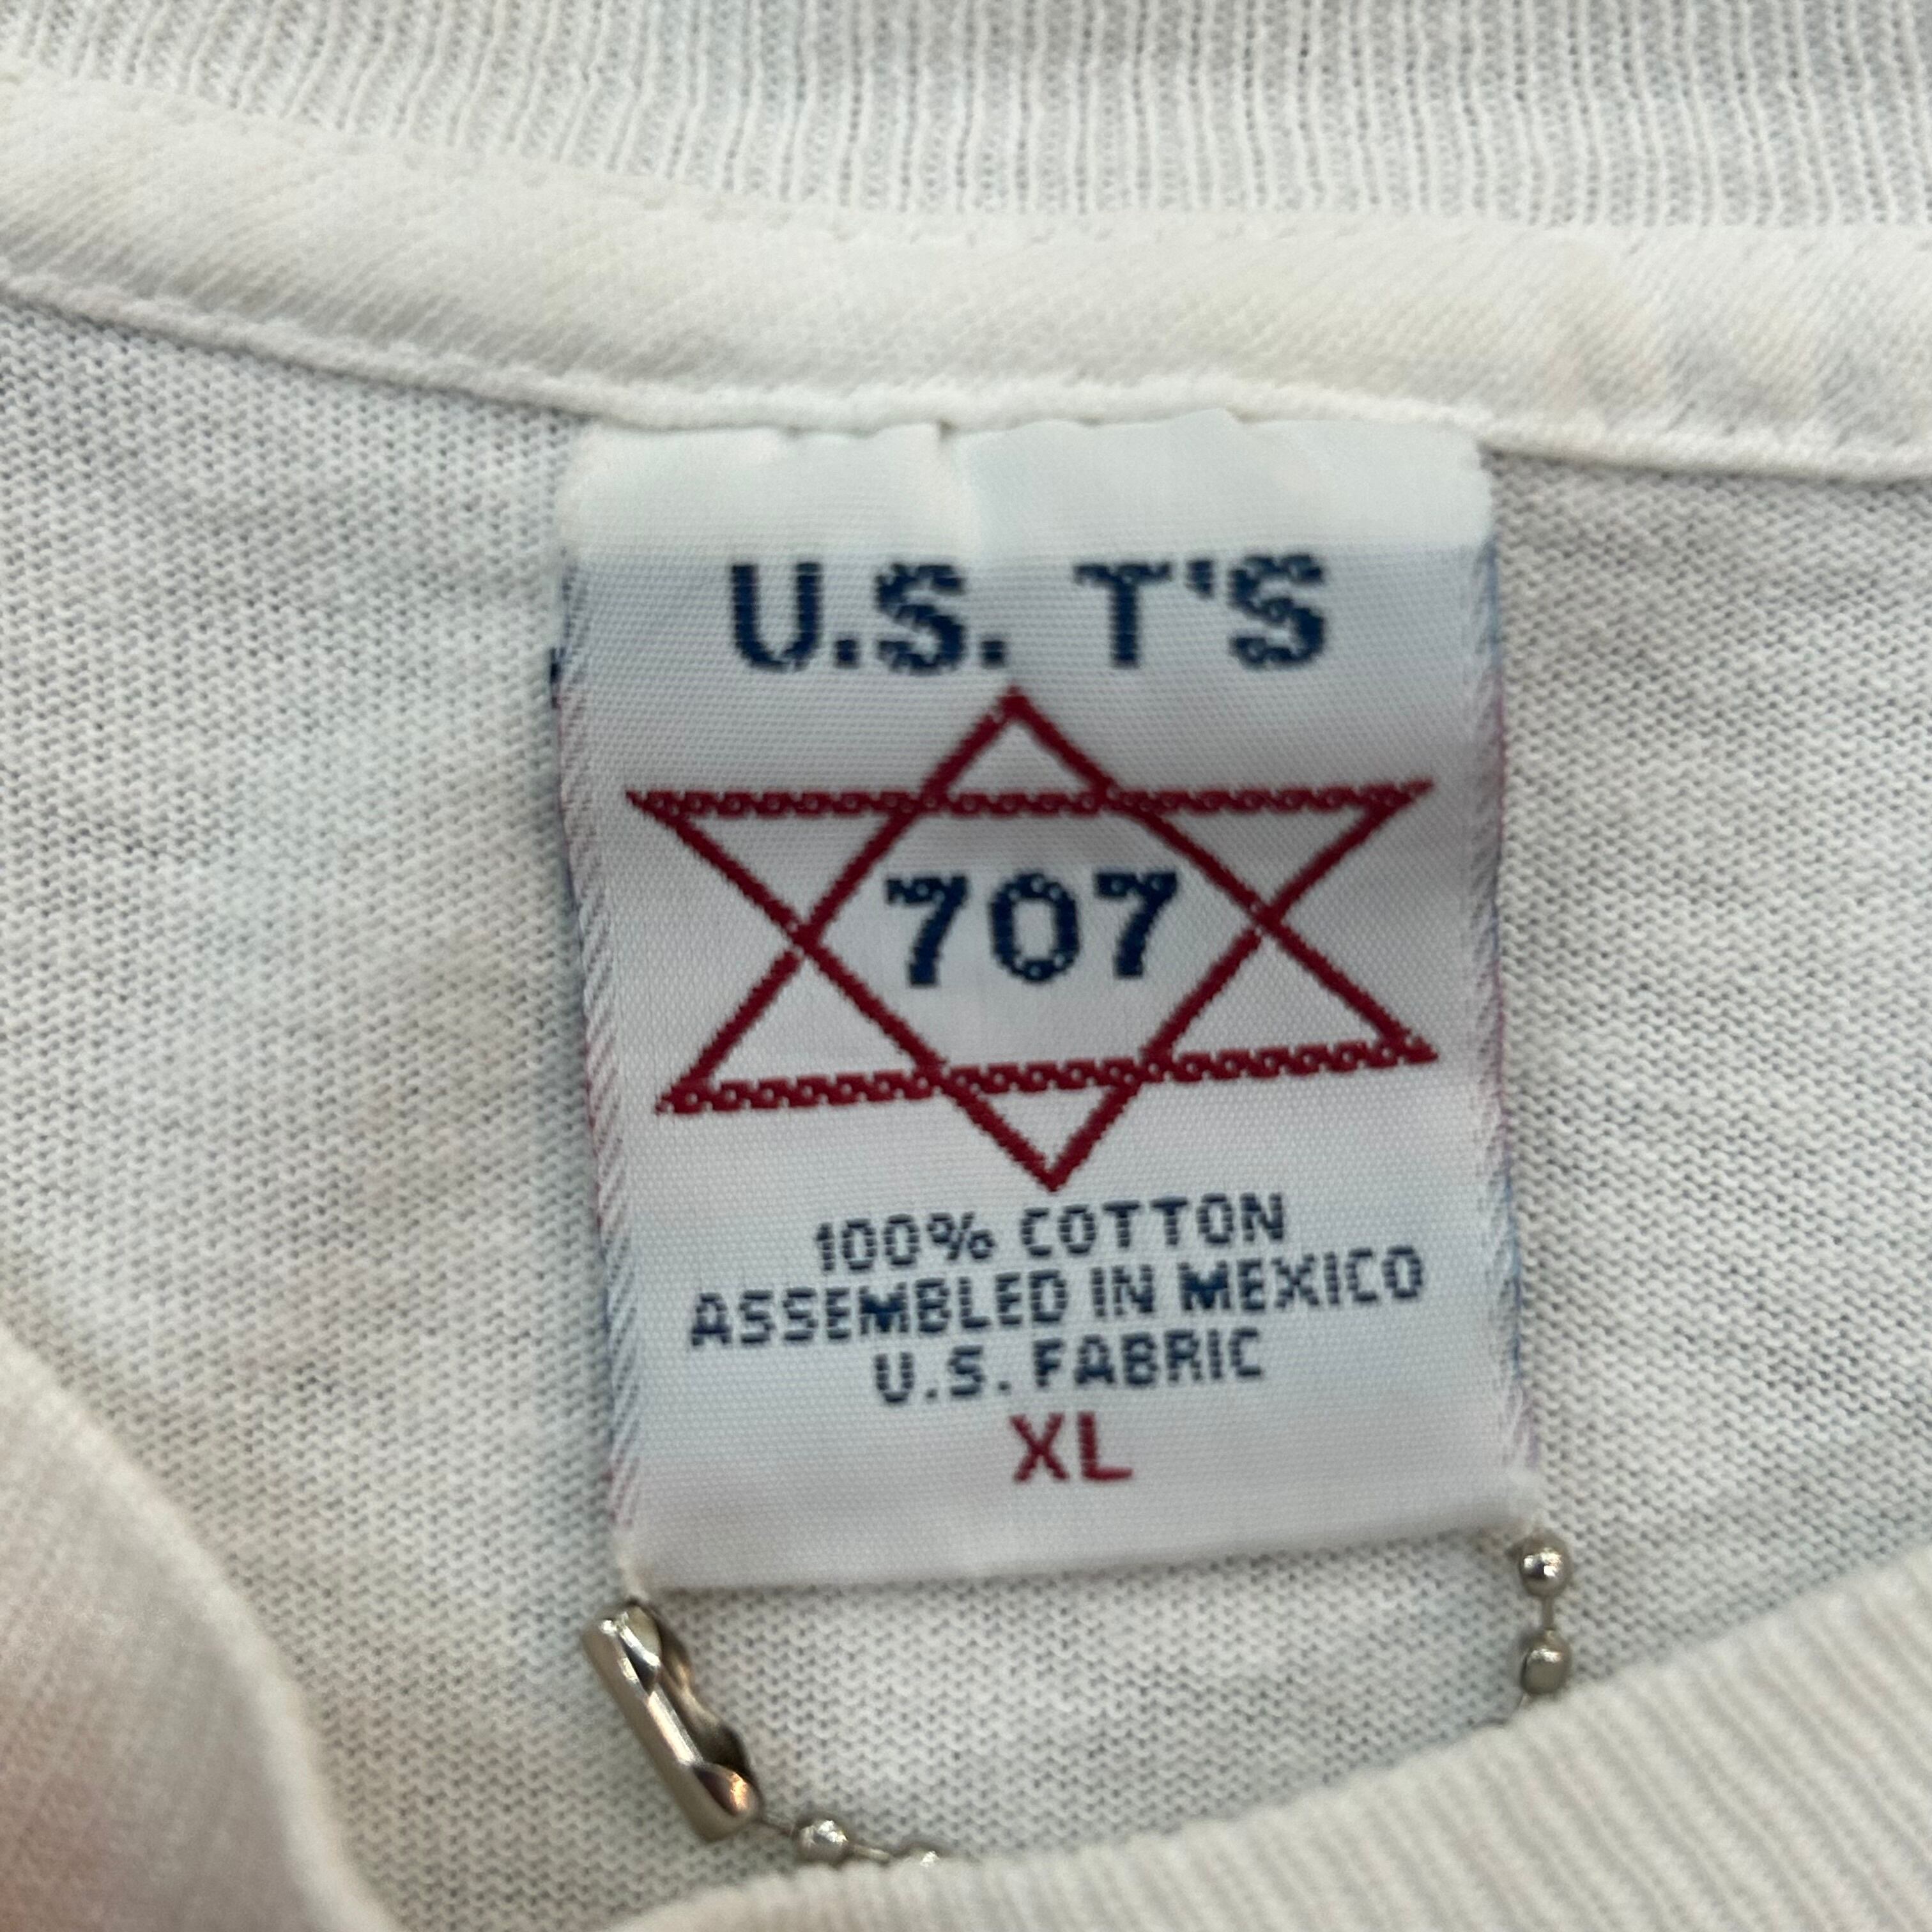 U.S. T'S
707
100% COTTON
ASSEMBLED IN MEXICO
U.S. FABRIC
XL